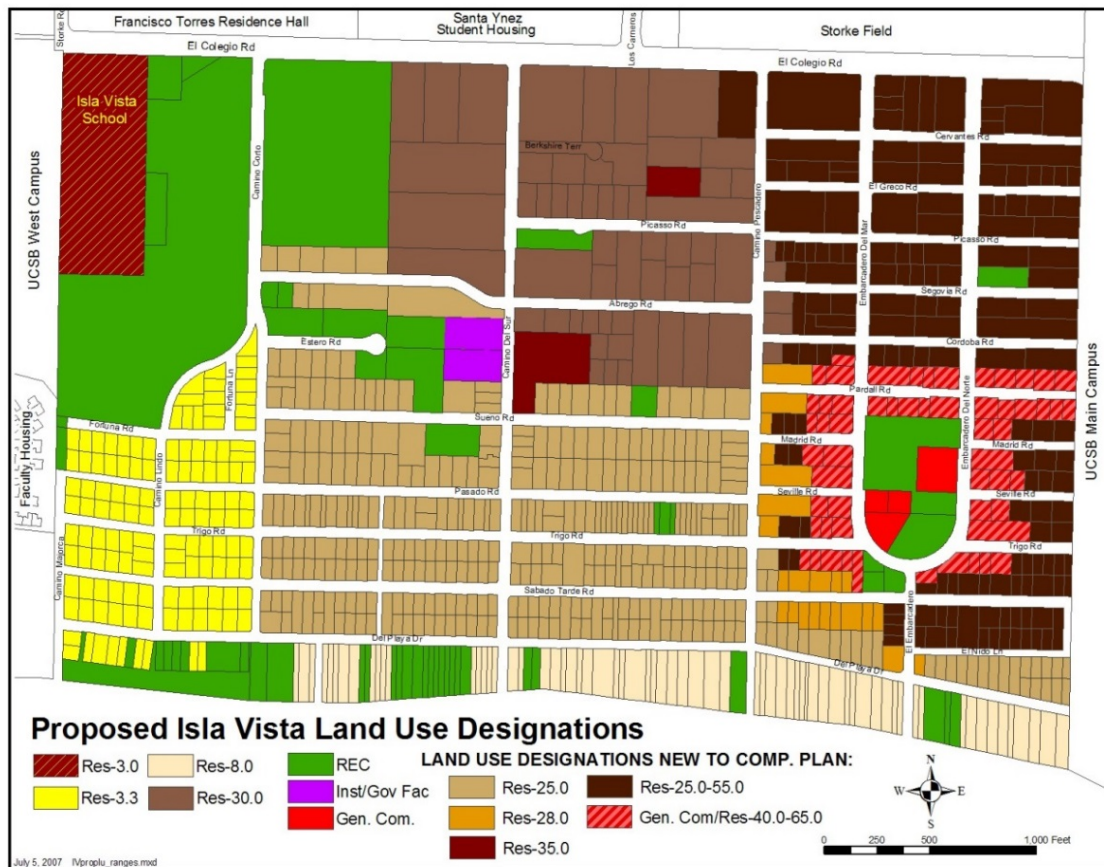 Francisco Torres Residence Hall
Santa Ynez
Student Housing
Storke Field
Storke Rd
Los Carneros
El Colegio Rd
El Colegio Rd
Isla Vista
School
UCSB West Campus
Camino Corto
Berkshire Terr
Cervantes Rd
El Greco Rd
Picasso Rd
Picasso Rd
Camino Pescadero
Embarcadero Del Mar
Segovia Rd
Abrego Rd
Camino Del Sur
Estero Rd
Cordoba Rd
Fortuna Ln
Pardall Rd
Embarcadero Del Norte
UCSB Main Campus
Sueno Rd
Fortuna Rd
Madrid Rd
Madrid Rd
Faculty Housing
Camino Lindo
Pasado Rd
Seville Rd
Seville Rd
Trigo Rd
Trigo Rd
Trigo Rd
Camino Majorca
Sabado Tarde Rd
El Embarcadero
Del Playa Dr
El Nido Ln
Del Playa Dr
Proposed Isla Vista Land Use Designations
Res-3.0
Res-8.0
REC
Res-3.3
Res-30.0
Inst/Gov Fac
Gen. Com.
LAND USE DESIGNATIONS NEW TO COMP. PLAN:
Res-25.0
Res-25.0-55.0
Res-28.0
Gen. Com/Res-40.0-65.0
Res-35.0
N
W
E
S
0 250 500 1,000 Feet
July 5, 2007 IVproplu_ranges.mxd